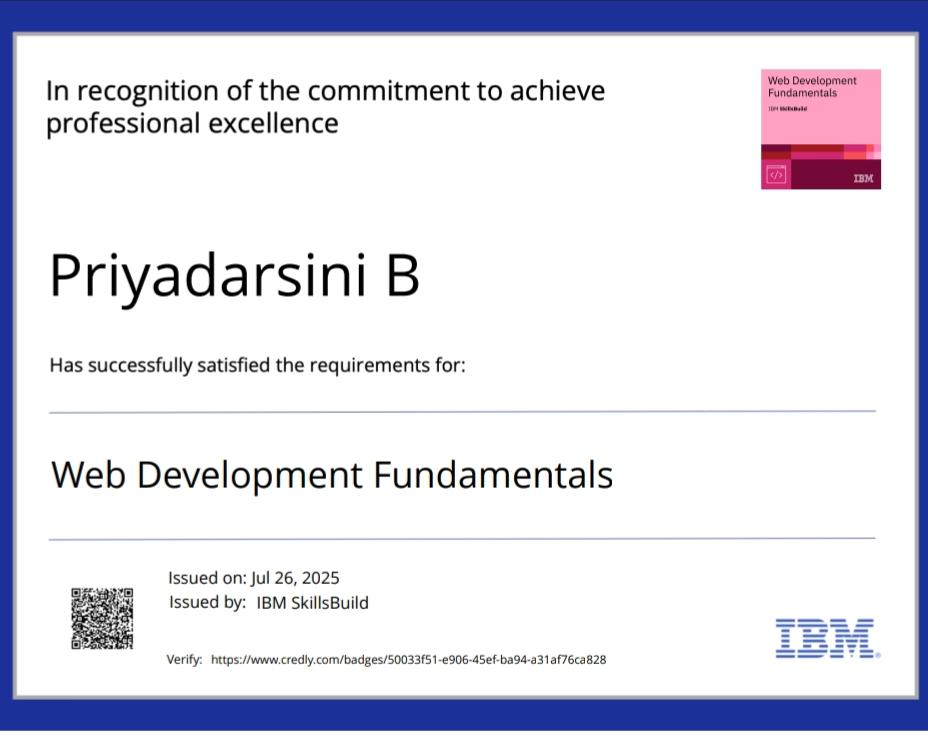 In recognition of the commitment to achieve
professional excellence
Web Development
Fundamentals
IBM SkillsBuild
</>
IBM
Priyadarsini B
Has successfully satisfied the requirements for:
Web Development Fundamentals
Issued on: Jul 26, 2025
Issued by: IBM SkillsBuild
Verify: https://www.credly.com/badges/50033f51-e906-45ef-ba94-a31af76ca828
IBM®